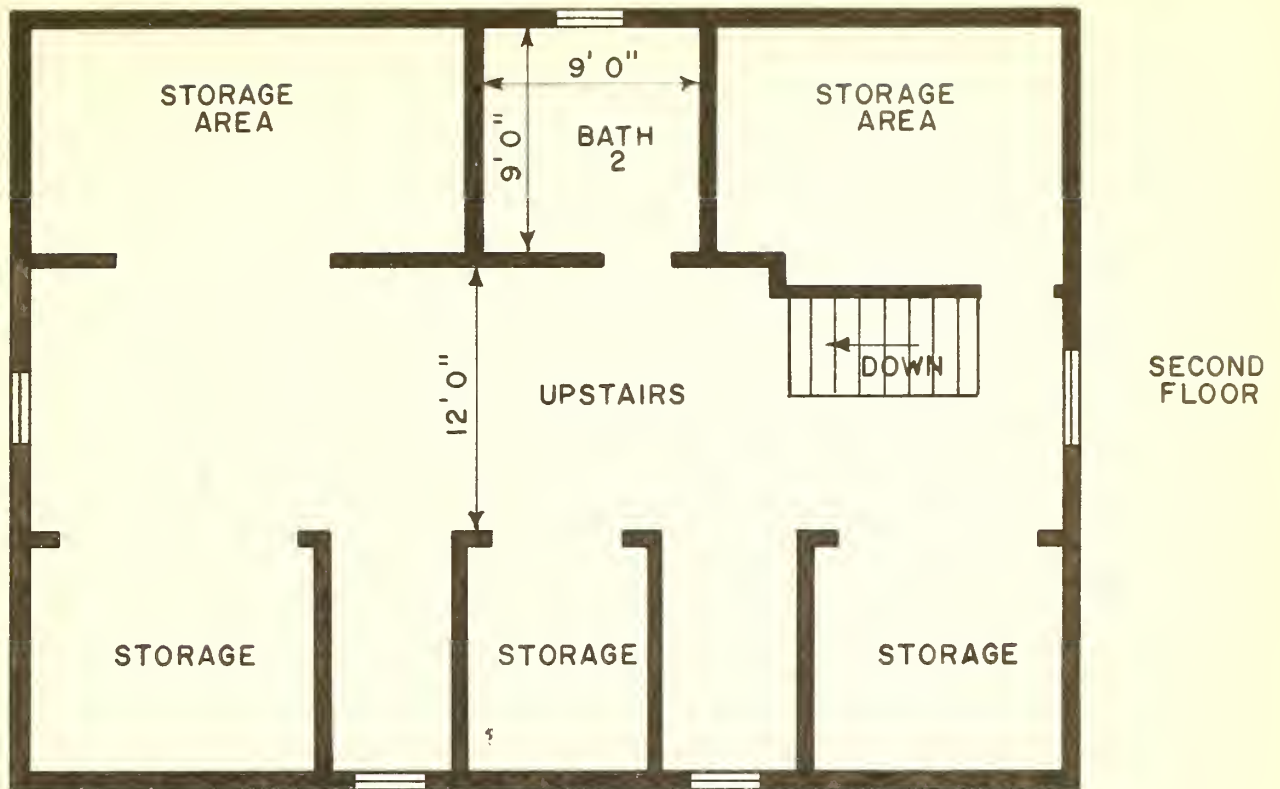 STORAGE
AREA
9' 0"
9' 0"
BATH
2
STORAGE
AREA
12' 0"
UPSTAIRS
DOWN
SECOND
FLOOR
STORAGE
STORAGE
STORAGE